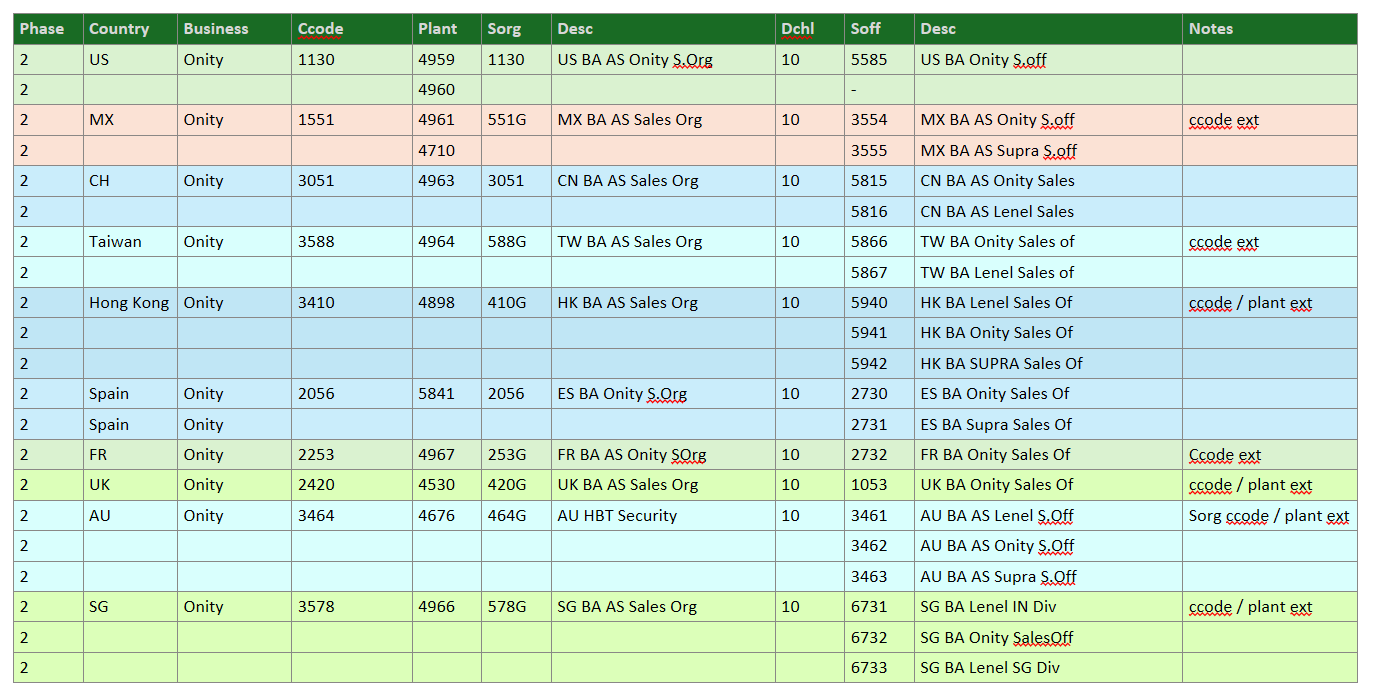 Phase Country Business Ccode Plant Sorg Desc Dchl Soff Desc Notes
2 US Onity 1130 4959 1130 US BA AS Onity S.Org 10 5585 US BA Onity S.off
2 4960 -
2 MX Onity 1551 4961 551G MX BA AS Sales Org 10 3554 MX BA AS Onity S.off ccode ext
2 4710 3555 MX BA AS Supra S.off
2 CH Onity 3051 4963 3051 CN BA AS Sales Org 10 5815 CN BA AS Onity Sales
2 5816 CN BA AS Lenel Sales
2 Taiwan Onity 3588 4964 588G TW BA AS Sales Org 10 5866 TW BA Onity Sales of ccode ext
2 5867 TW BA Lenel Sales of
2 Hong Kong Onity 3410 4898 410G HK BA AS Sales Org 10 5940 HK BA Lenel Sales Of ccode / plant ext
2 5941 HK BA Onity Sales Of
2 5942 HK BA SUPRA Sales Of
2 Spain Onity 2056 5841 2056 ES BA Onity S.Org 10 2730 ES BA Onity Sales Of
2 Spain Onity 2731 ES BA Supra Sales Of
2 FR Onity 2253 4967 253G FR BA AS Onity SOrg 10 2732 FR BA Onity Sales Of Ccode ext
2 UK Onity 2420 4530 420G UK BA AS Sales Org 10 1053 UK BA Onity Sales Of ccode / plant ext
2 AU Onity 3464 4676 464G AU HBT Security 10 3461 AU BA AS Lenel S.Off Sorg ccode / plant ext
2 3462 AU BA AS Onity S.Off
2 3463 AU BA AS Supra S.Off
2 SG Onity 3578 4966 578G SG BA AS Sales Org 10 6731 SG BA Lenel IN Div ccode / plant ext
2 6732 SG BA Onity SalesOff
2 6733 SG BA Lenel SG Div